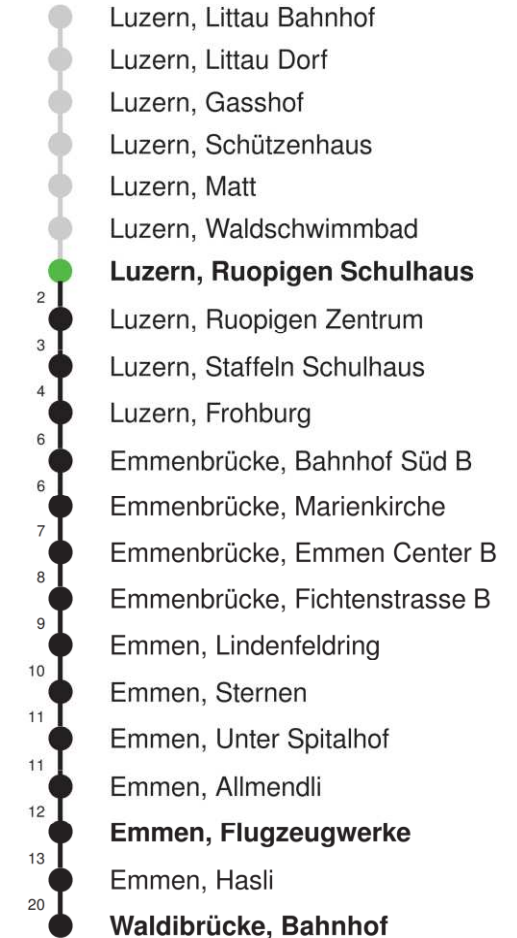 Luzern, Littau Bahnhof
Luzern, Littau Dorf
Luzern, Gasshof
Luzern, Schützenhaus
Luzern, Matt
Luzern, Waldschwimmbad
Luzern, Ruopigen Schulhaus
2
Luzern, Ruopigen Zentrum
3
Luzern, Staffeln Schulhaus
4
Luzern, Frohburg
6
Emmenbrücke, Bahnhof Süd B
6
Emmenbrücke, Marienkirche
7
Emmenbrücke, Emmen Center B
8
Emmenbrücke, Fichtenstrasse B
9
Emmen, Lindenfeldring
10
Emmen, Sternen
11
Emmen, Unter Spitalhof
11
Emmen, Allmendli
12
Emmen, Flugzeugwerke
13
Emmen, Hasli
20
Waldibrücke, Bahnhof